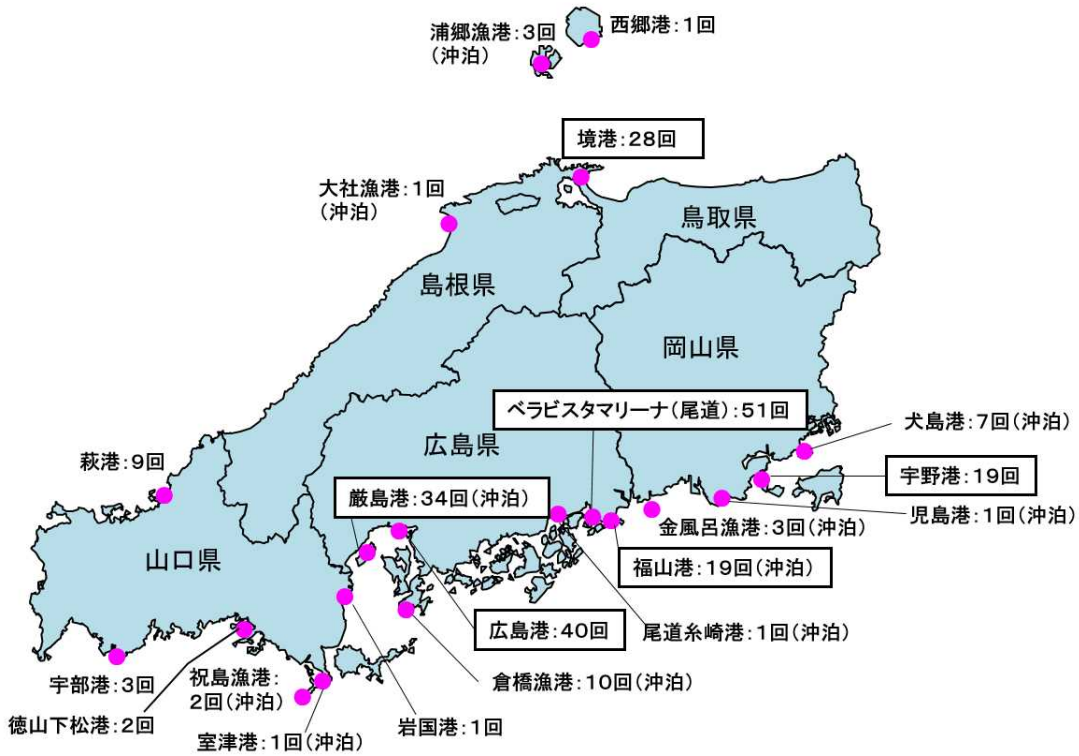 浦郷漁港：3回
(沖泊)
西郷港：1回
境港：28回
大社漁港：1回
(沖泊)
鳥取県
島根県
岡山県
ベラビスタマリーナ(尾道)：51回
広島県
犬島港：7回(沖泊)
萩港：9回
宇野港：19回
厳島港：34回(沖泊)
児島港：1回(沖泊)
金風呂漁港：3回(沖泊)
山口県
福山港：19回(沖泊)
広島港：40回
尾道糸崎港：1回(沖泊)
宇部港：3回
祝島漁港：
2回(沖泊)
倉橋漁港：10回(沖泊)
徳山下松港：2回
岩国港：1回
室津港：1回(沖泊)